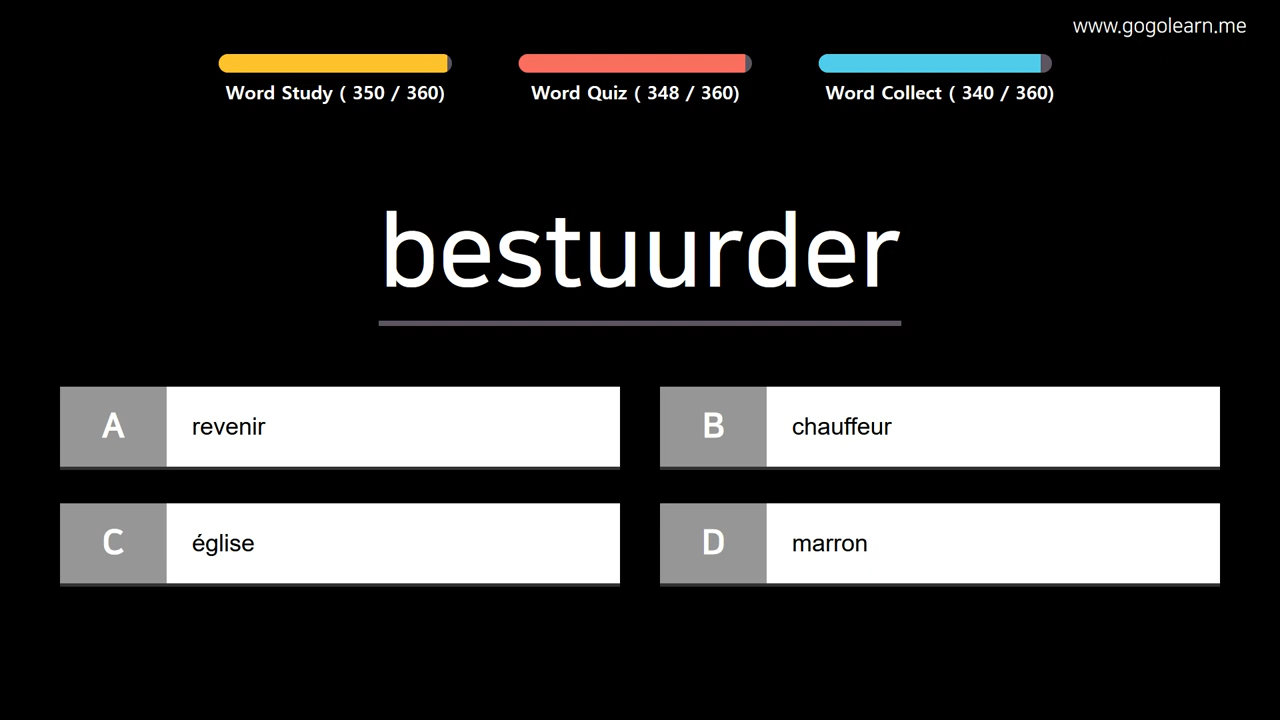 www.gogolearn.me
Word Study ( 350 / 360)
Word Quiz ( 348 / 360)
Word Collect ( 340 / 360)
bestuurder
A
revenir
B
chauffeur
C
église
D
marron